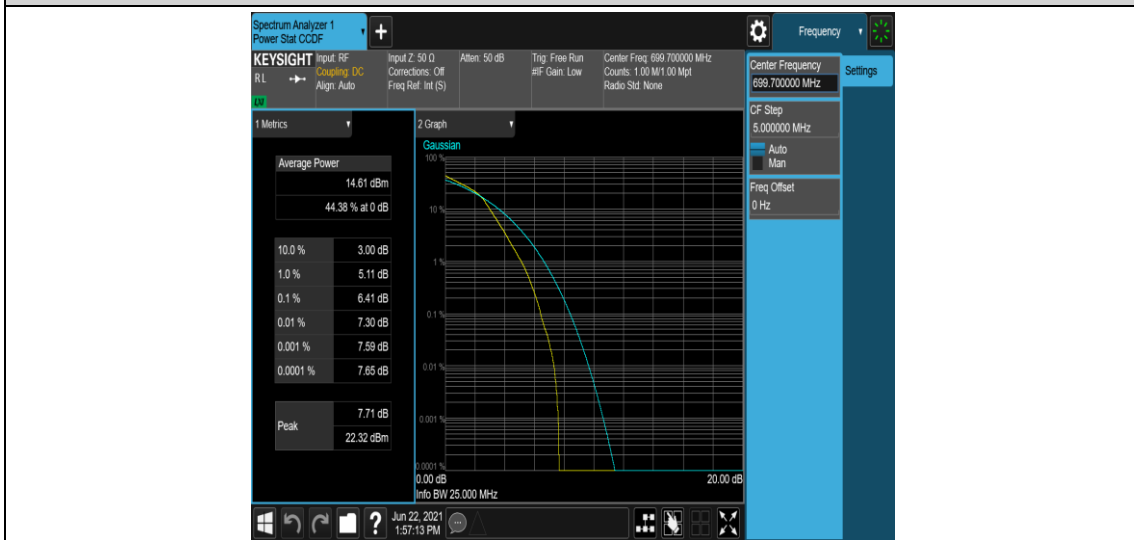 Spectrum Analyzer 1
Power Stat CCDF
Frequency
KEYSIGHT
RL
Input: RF
Coupling: DC
Align: Auto
Input Z: 50 Ω
Corrections: Off
Freq Ref: Int (S)
Atten: 50 dB
Trig: Free Run
#IF Gain: Low
Center Freq: 699.700000 MHz
Counts: 1.00 M/1.00 Mpt
Radio Std: None
Center Frequency
699.700000 MHz
Settings
CF Step
5.000000 MHz
Auto
Man
Freq Offset
0 Hz
1 Metrics
Average Power
14.61 dBm
44.38 % at 0 dB
10.0 % 3.00 dB
1.0 % 5.11 dB
0.1 % 6.41 dB
0.01 % 7.30 dB
0.001 % 7.59 dB
0.0001 % 7.65 dB
Peak 7.71 dB
22.32 dBm
2 Graph
Gaussian
100 %
10 %
1 %
0.1 %
0.01 %
0.001 %
0.0001 %
0.00 dB 20.00 dB
Info BW 25.000 MHz
?
Jun 22, 2021
1:57:13 PM